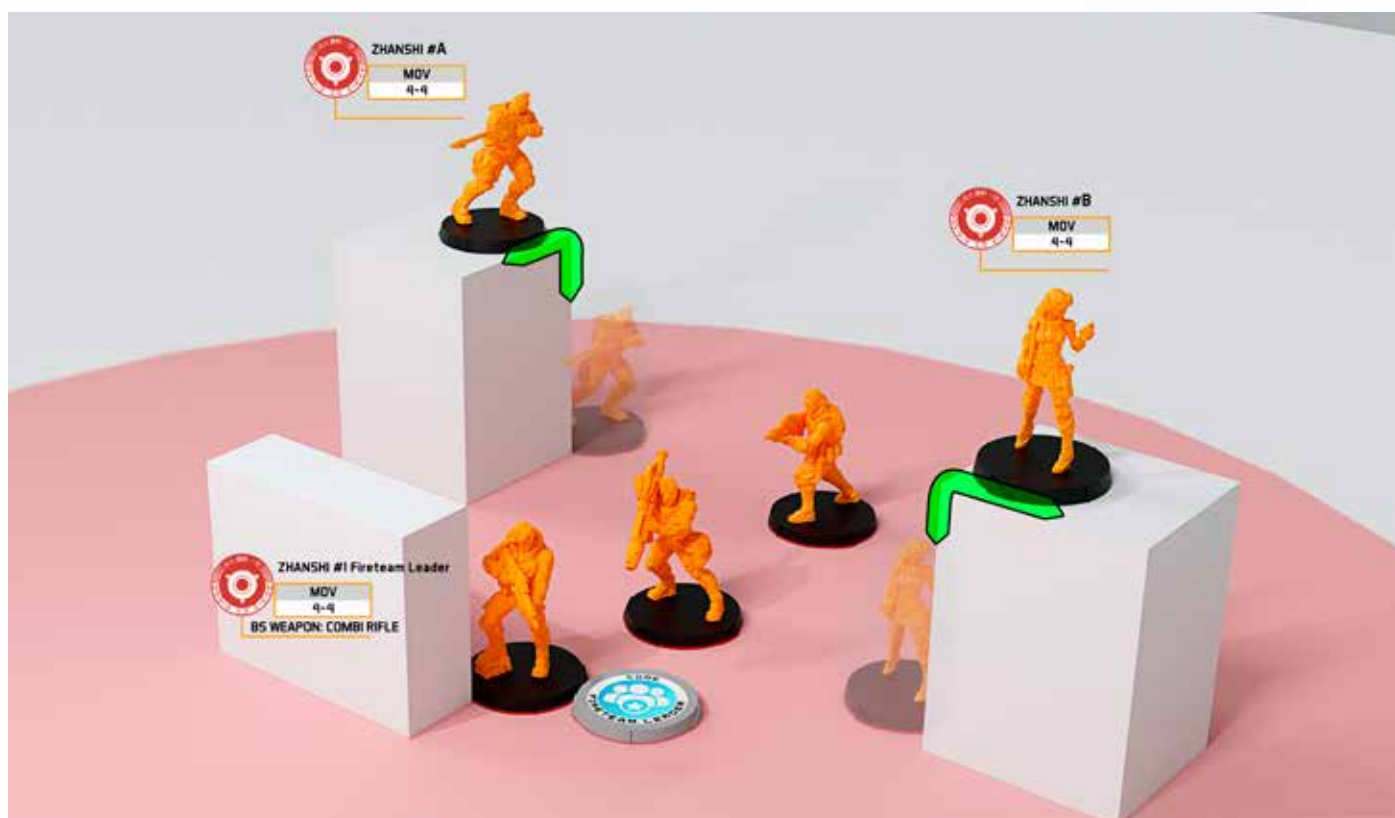 ZHANSHI #A
MOV
4-4
ZHANSHI #B
MOV
4-4
ZHANSHI #1 Fireteam Leader
MOV
4-4
BS WEAPON: COMBI RIFLE
CORE
FIRETEAM LEADER